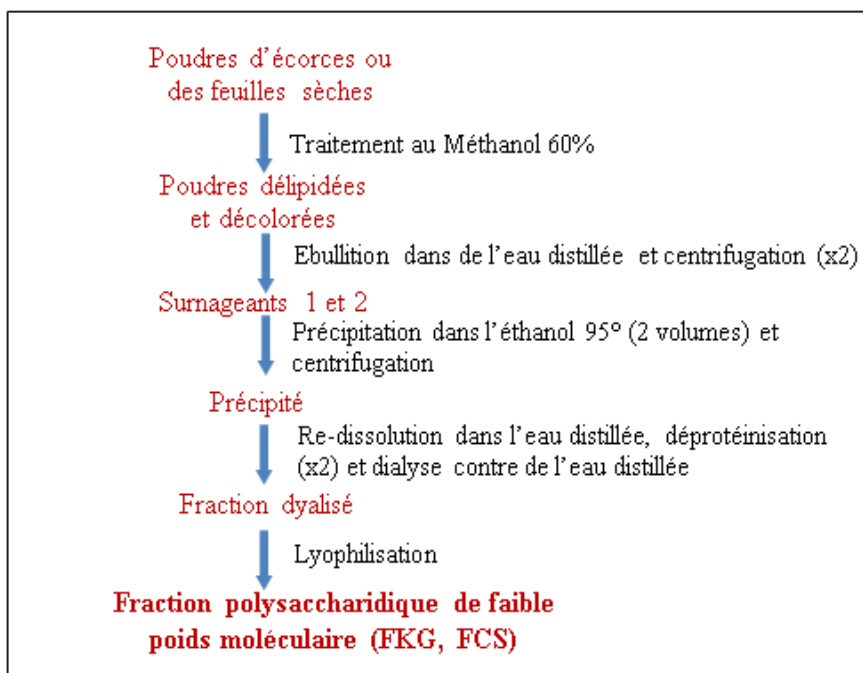 Poudres d'écorces ou
des feuilles sèches
Traitement au Méthanol 60%
Poudres délipidées
et décolorées
Ebullition dans de l'eau distillée et centrifugation (x2)
Surnageants 1 et 2
Précipitation dans l'éthanol 95° (2 volumes) et
centrifugation
Précipité
Re-dissolution dans l'eau distillée, déprotéinisation
(x2) et dialyse contre de l'eau distillée
Fraction dyalisé
Lyophilisation
Fraction polysaccharidique de faible
poids moléculaire (FKG, FCS)